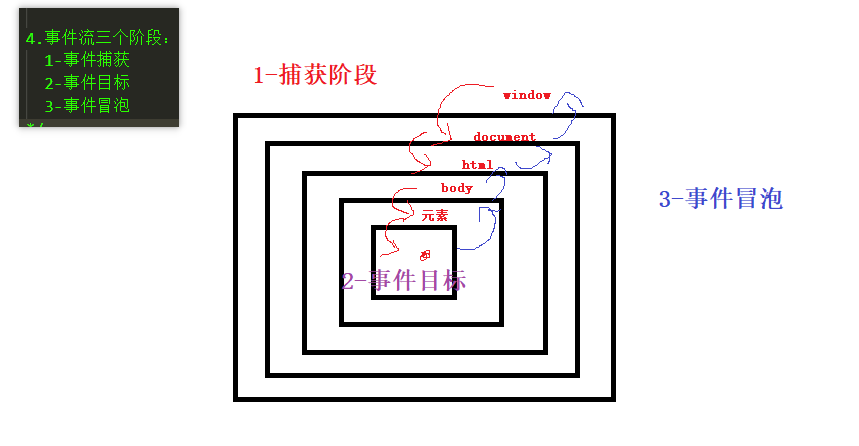 4.事件流三个阶段:
1-事件捕获
2-事件目标
3-事件冒泡
*/
1-捕获阶段
window
document
html
body
元素
3-事件冒泡
2-事件目标